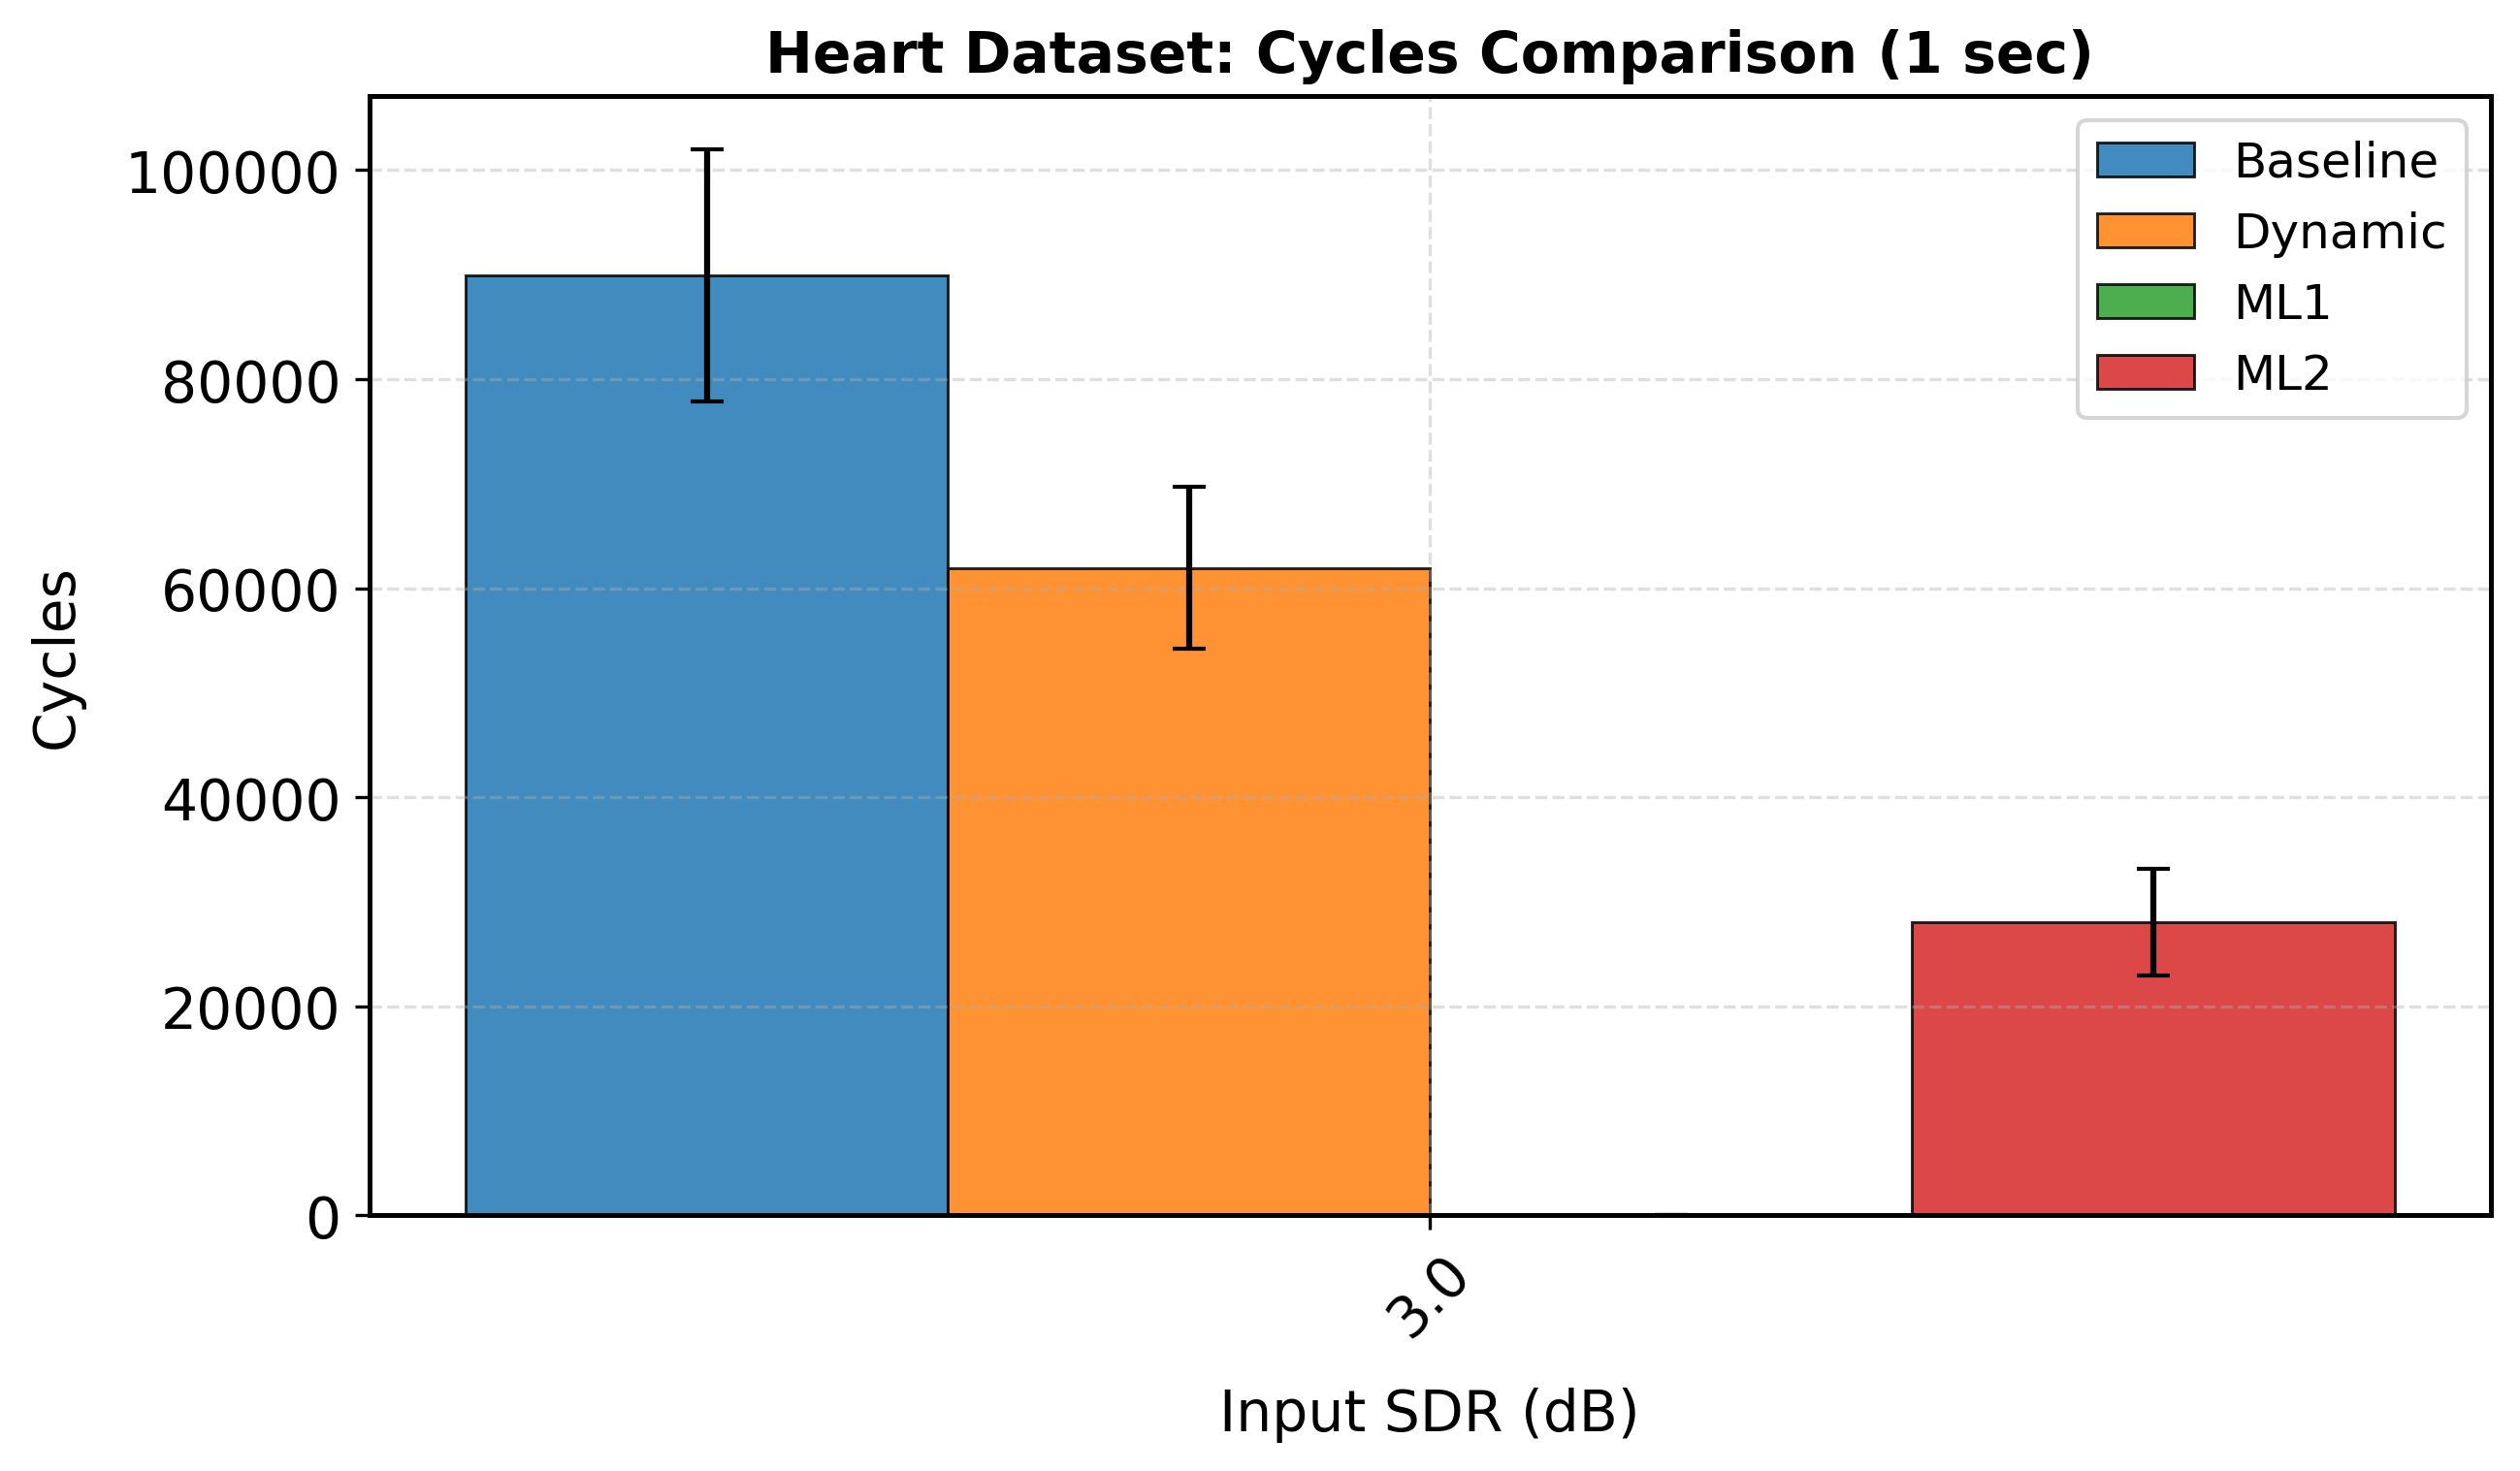 Heart Dataset: Cycles Comparison (1 sec)
Baseline
Dynamic
ML1
ML2
Cycles
100000
80000
60000
40000
20000
0
3.0
Input SDR (dB)